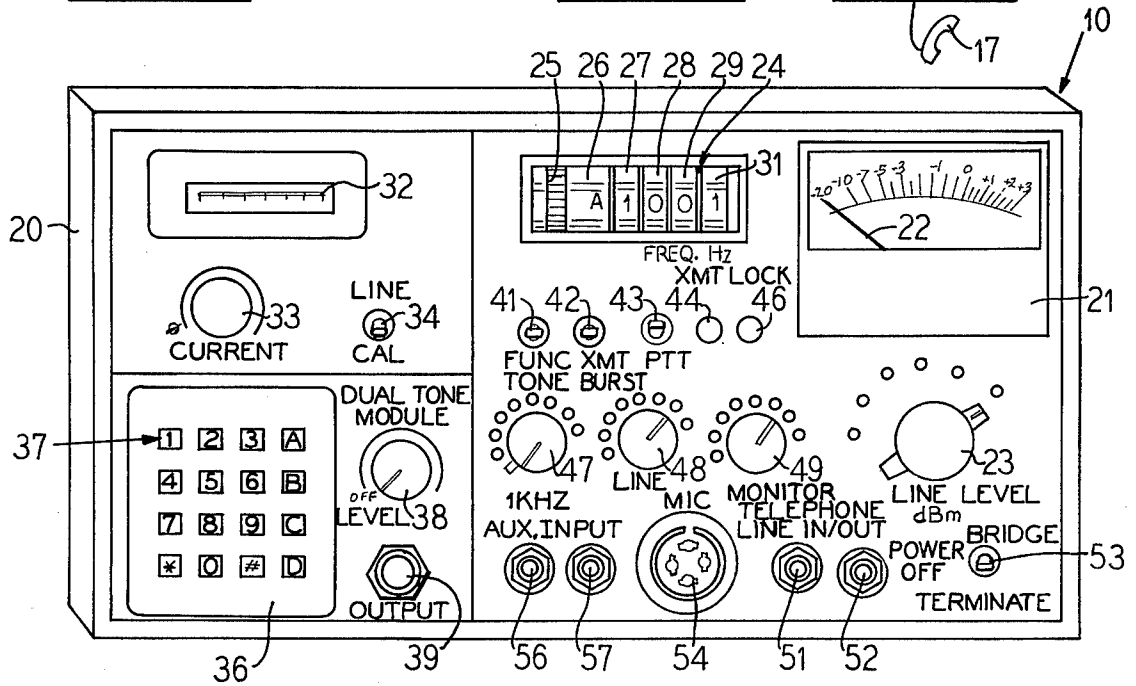 10
17
25 26 27 28 29 24
31
A 1 0 0 1
FREQ. Hz
-20 -10 -7 -5 -3 -1 0 +1 +2 +3
22
21
20
32
33
CURRENT
LINE
34
CAL
XMT LOCK
41 42 43 44 46
FUNC XMT PTT
TONE BURST
47
48
49
23
1KHZ
LINE
MONITOR
LINE LEVEL
dBm
DUAL TONE
MODULE
OFF
LEVEL
38
37
1 2 3 A
4 5 6 B
7 8 9 C
* 0 # D
OUTPUT
AUX. INPUT
MIC
TELEPHONE
LINE IN/OUT
POWER
OFF
BRIDGE
53
TERMINATE
36
39
56
57
54
51
52